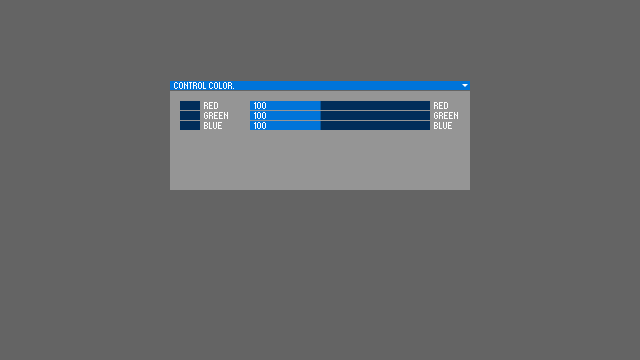 CONTROL COLOR.
RED 100 RED
GREEN 100 GREEN
BLUE 100 BLUE